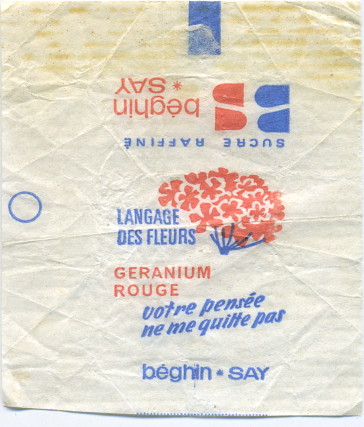 béghin
* SAY
SUCRE RAFFINÉ
LANGAGE
DES FLEURS
GERANIUM
ROUGE
votre pensée
ne me quitte pas
béghin * SAY